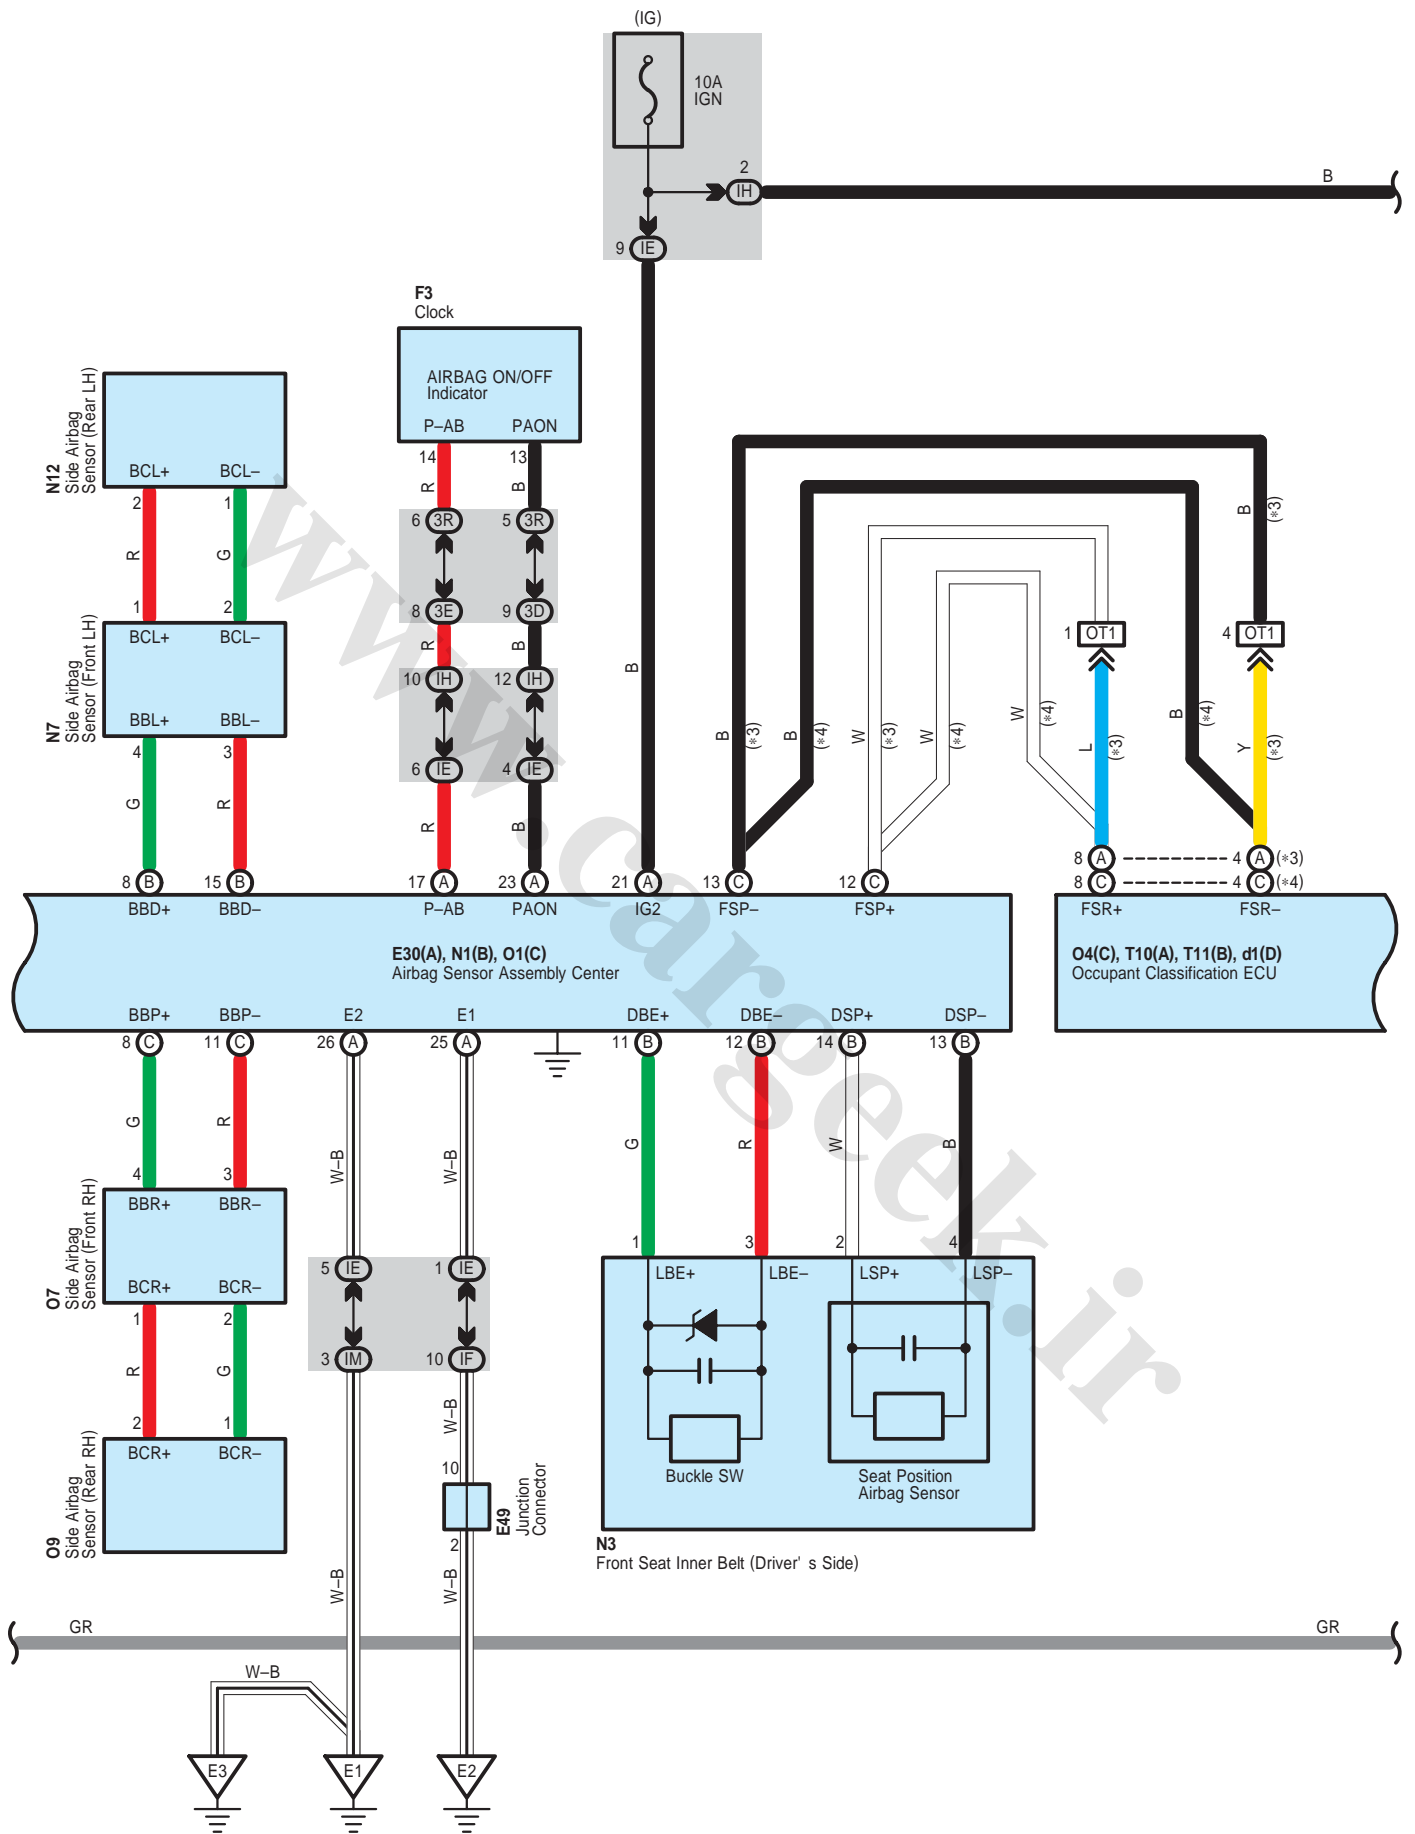 (IG)
10A
IGN
2
IH
B
9 IE
F3
Clock
AIRBAG ON/OFF
Indicator
P–AB PAON
14 13
R B
6 3R 5 3R
8 3E 9 3D
R B
10 IH 12 IH
6 IE 4 IE
R B
17 A 23 A
N12
Side Airbag
Sensor (Rear LH)
BCL+ BCL–
2 1
R G
1 2
N7
Side Airbag
Sensor (Front LH)
BCL+ BCL–
BBL+ BBL–
4 3
G R
8 B 15 B
B
21 A
B (∗3)
B (∗4)
W (∗3)
W (∗4)
W (∗4)
L (∗3)
B (∗4)
Y (∗3)
B (∗3)
1 OT1 4 OT1
13 C 12 C
8 A 4 A (∗3)
8 C 4 C (∗4)
BBD+ BBD– P–AB PAON IG2 FSP– FSP+
FSR+ FSR–
E30(A), N1(B), O1(C)
Airbag Sensor Assembly Center
O4(C), T10(A), T11(B), d1(D)
Occupant Classification ECU
BBP+ BBP– E2 E1 DBE+ DBE– DSP+ DSP–
8 C 11 C 26 A 25 A 11 B 12 B 14 B 13 B
G R W–B W–B G R W B
4 3
O7
Side Airbag
Sensor (Front RH)
BBR+ BBR–
BCR+ BCR–
1 2
R G
2 1
O9
Side Airbag
Sensor (Rear RH)
BCR+ BCR–
5 IE 1 IE
3 IM 10 IF
W–B
10
E49
Junction
Connector
2
W–B W–B
1 3 2 4
LBE+ LBE– LSP+ LSP–
Buckle SW
Seat Position
Airbag Sensor
N3
Front Seat Inner Belt (Driver' s Side)
GR GR
W–B
E3 E1 E2
www.cargeek.ir